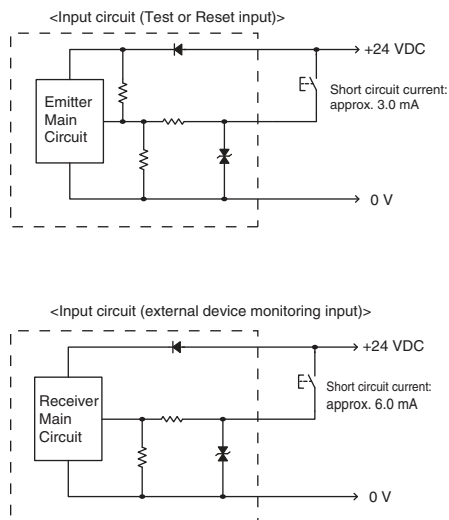 <Input circuit (Test or Reset input)>
+24 VDC
Emitter
Main
Circuit
Short circuit current:
approx. 3.0 mA
0 V
<Input circuit (external device monitoring input)>
+24 VDC
Receiver
Main
Circuit
Short circuit current:
approx. 6.0 mA
0 V